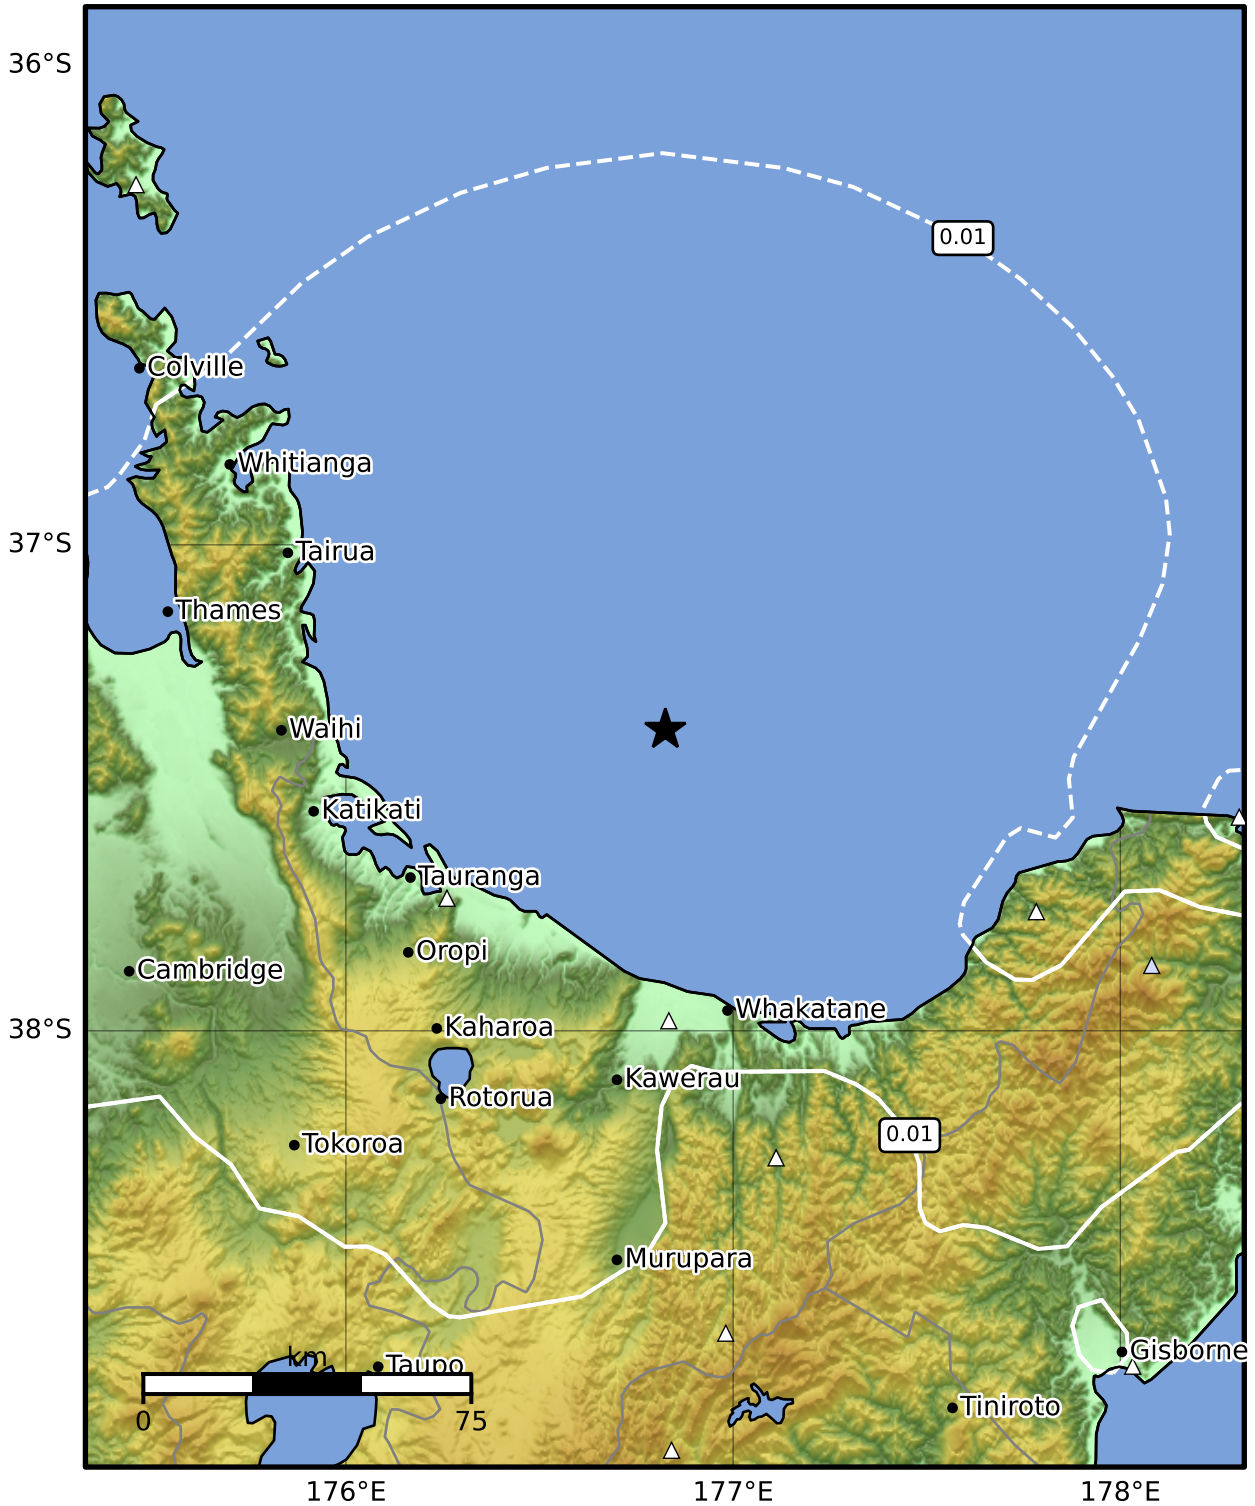 36°S
0.01
Colville
Whitianga
37°S
Tairua
Thames
Waihi
Katikati
Tauranga
Oropi
Cambridge
Whakatane
38°S
Kaharoa
Kawerau
Rotorua
0.01
Tokoroa
Murupara
Gisborne
km
Taupo
Tiniroto
0
75
176°E
177°E
178°E